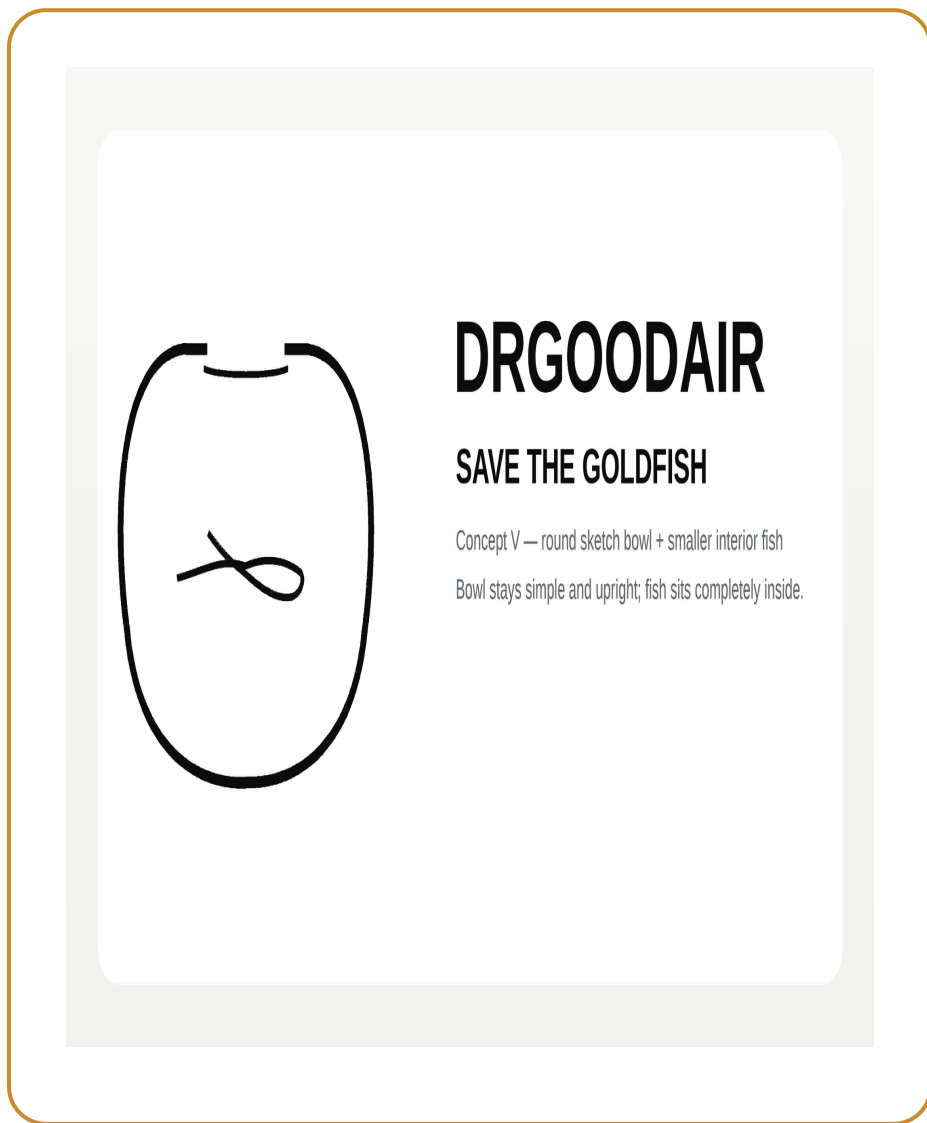 DRGOODAIR
SAVE THE GOLDFISH
Concept V — round sketch bowl + smaller interior fish
Bowl stays simple and upright; fish sits completely inside.